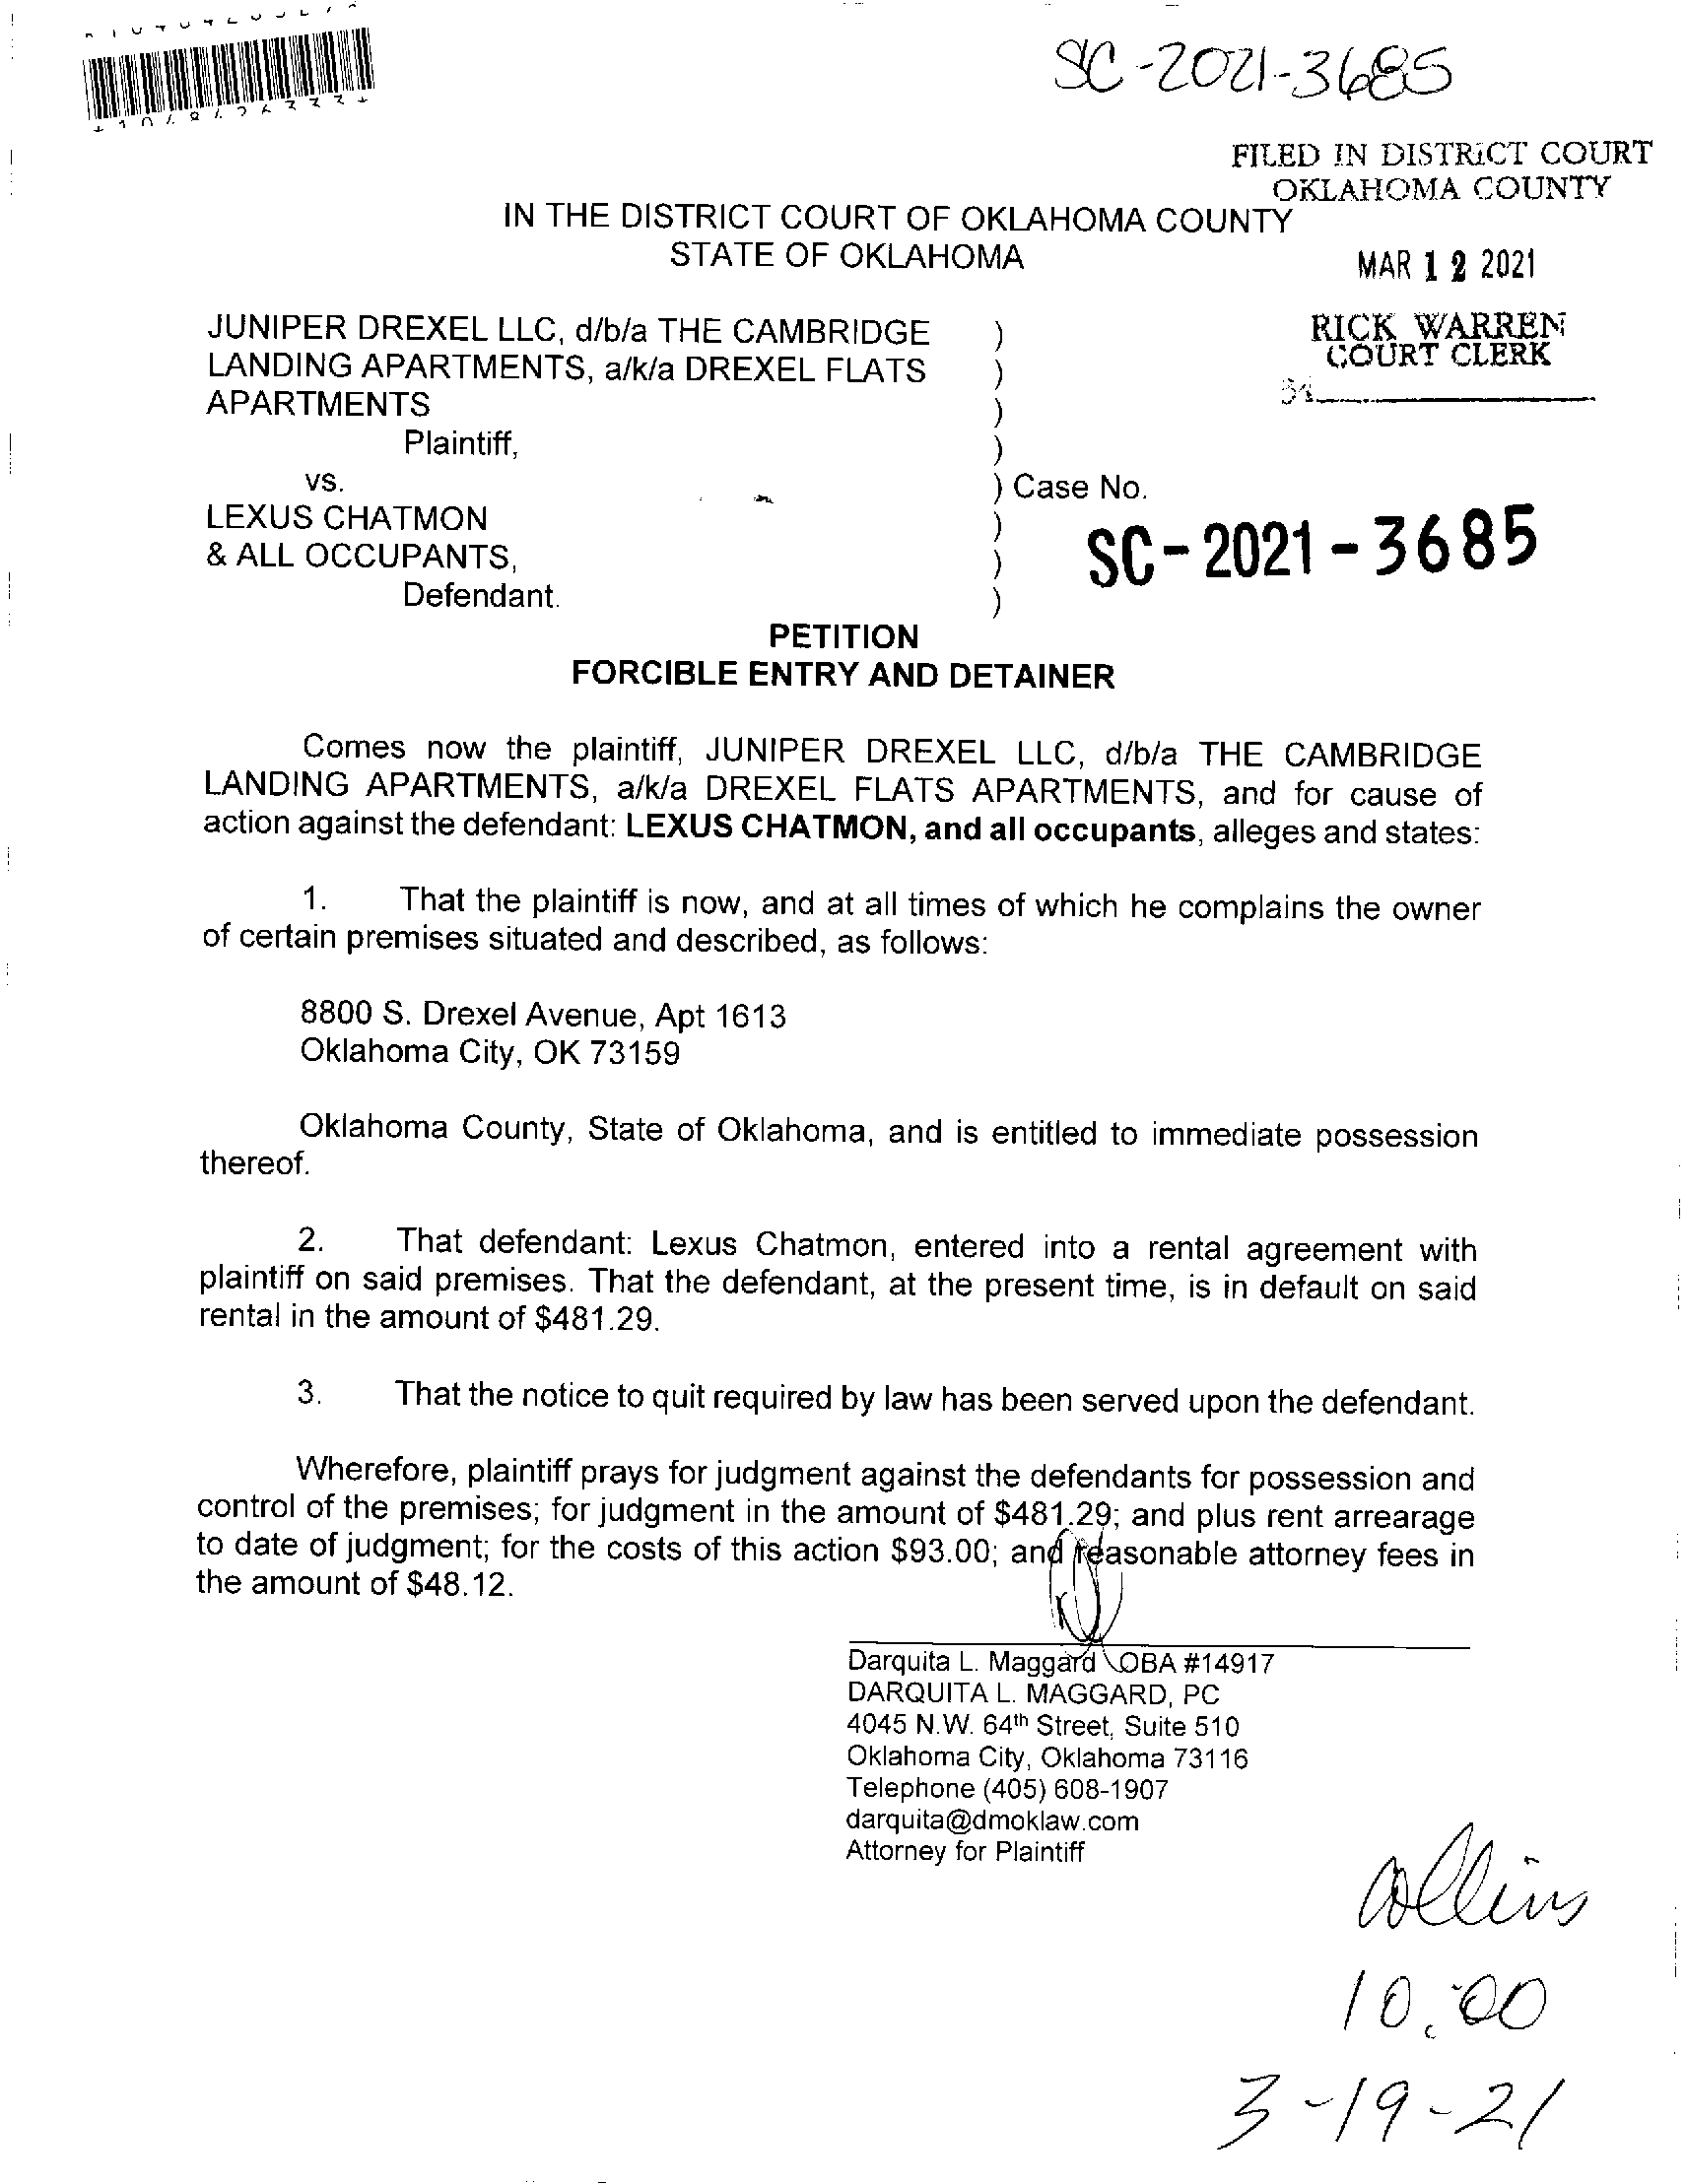 SC-2021-3685
FILED IN DISTRICT COURT
OKLAHOMA COUNTY
IN THE DISTRICT COURT OF OKLAHOMA COUNTY
STATE OF OKLAHOMA
MAR 12 2021
RICK WARREN
COURT CLERK
JUNIPER DREXEL LLC, d/b/a THE CAMBRIDGE )
LANDING APARTMENTS, a/k/a DREXEL FLATS )
APARTMENTS )
Plaintiff, )
vs. ) Case No.
LEXUS CHATMON )
& ALL OCCUPANTS, ) SC-2021-3685
Defendant. )
PETITION
FORCIBLE ENTRY AND DETAINER
Comes now the plaintiff, JUNIPER DREXEL LLC, d/b/a THE CAMBRIDGE
LANDING APARTMENTS, a/k/a DREXEL FLATS APARTMENTS, and for cause of
action against the defendant: LEXUS CHATMON, and all occupants, alleges and states:
1. That the plaintiff is now, and at all times of which he complains the owner
of certain premises situated and described, as follows:
8800 S. Drexel Avenue, Apt 1613
Oklahoma City, OK 73159
Oklahoma County, State of Oklahoma, and is entitled to immediate possession
thereof.
2. That defendant: Lexus Chatmon, entered into a rental agreement with
plaintiff on said premises. That the defendant, at the present time, is in default on said
rental in the amount of $481.29.
3. That the notice to quit required by law has been served upon the defendant.
Wherefore, plaintiff prays for judgment against the defendants for possession and
control of the premises; for judgment in the amount of $481.29; and plus rent arrearage
to date of judgment; for the costs of this action $93.00; and reasonable attorney fees in
the amount of $48.12.
Darquita L. Maggard OBA #14917
DARQUITA L. MAGGARD, PC
4045 N.W. 64th Street, Suite 510
Oklahoma City, Oklahoma 73116
Telephone (405) 608-1907
darquita@dmoklaw.com
Attorney for Plaintiff
Collins
10:00
3-19-21